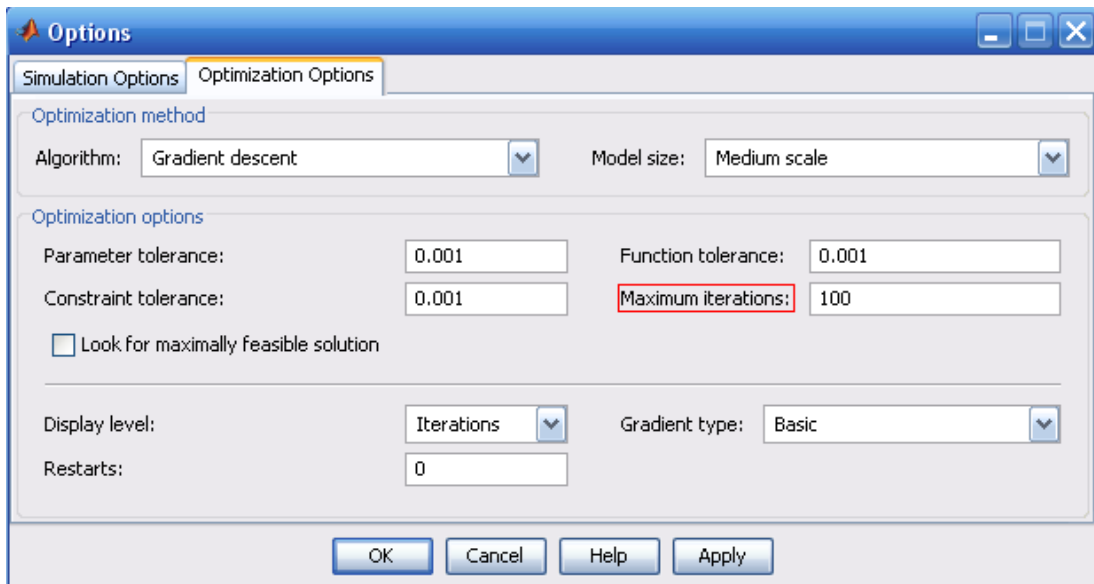 Options
Simulation Options Optimization Options
Optimization method
Algorithm: Gradient descent Model size: Medium scale
Optimization options
Parameter tolerance: 0.001 Function tolerance: 0.001
Constraint tolerance: 0.001 Maximum iterations: 100
Look for maximally feasible solution
Display level: Iterations Gradient type: Basic
Restarts: 0
OK Cancel Help Apply